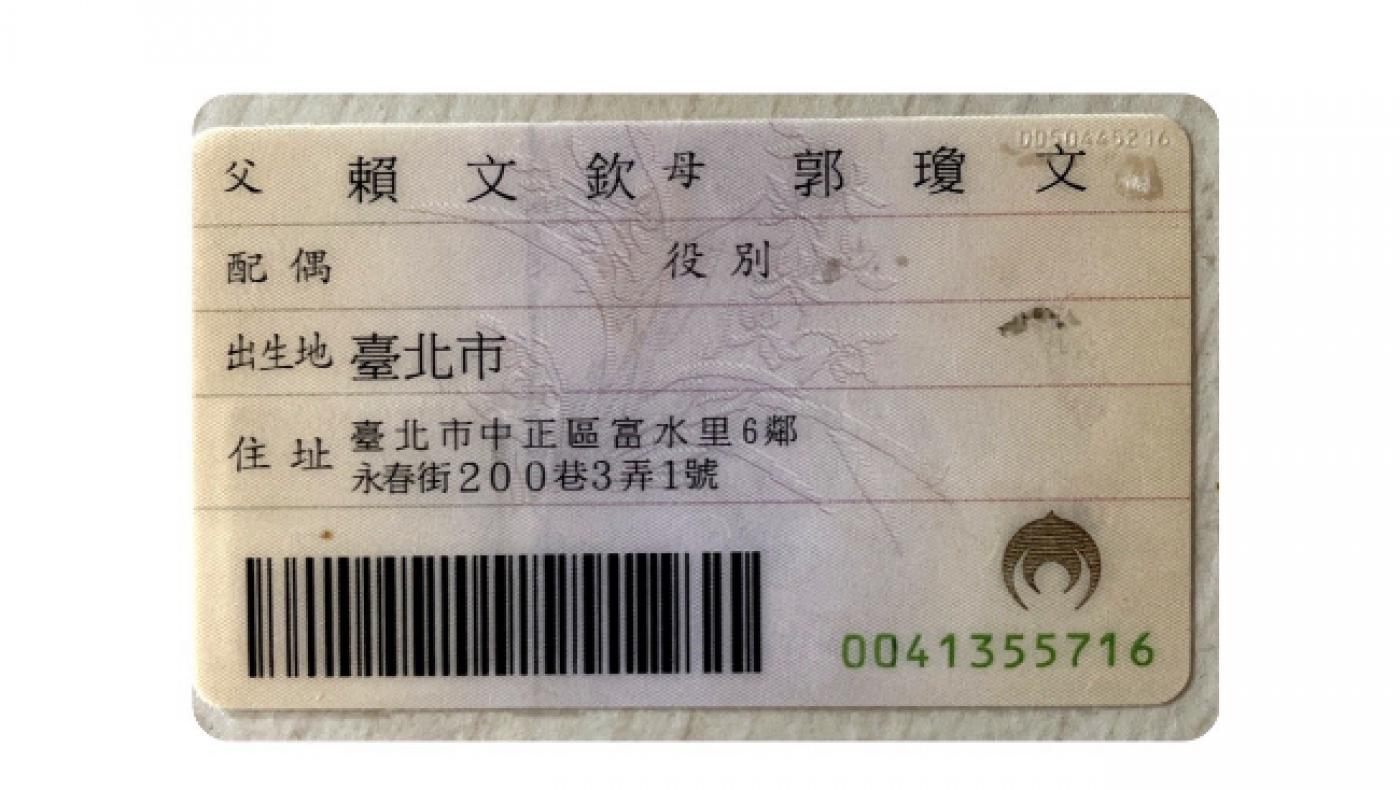 0050445216
父 賴文欽 母 郭瓊文
配偶 役別
出生地 臺北市
住址 臺北市中正區富水里6鄰
永春街200巷3弄1號
0041355716